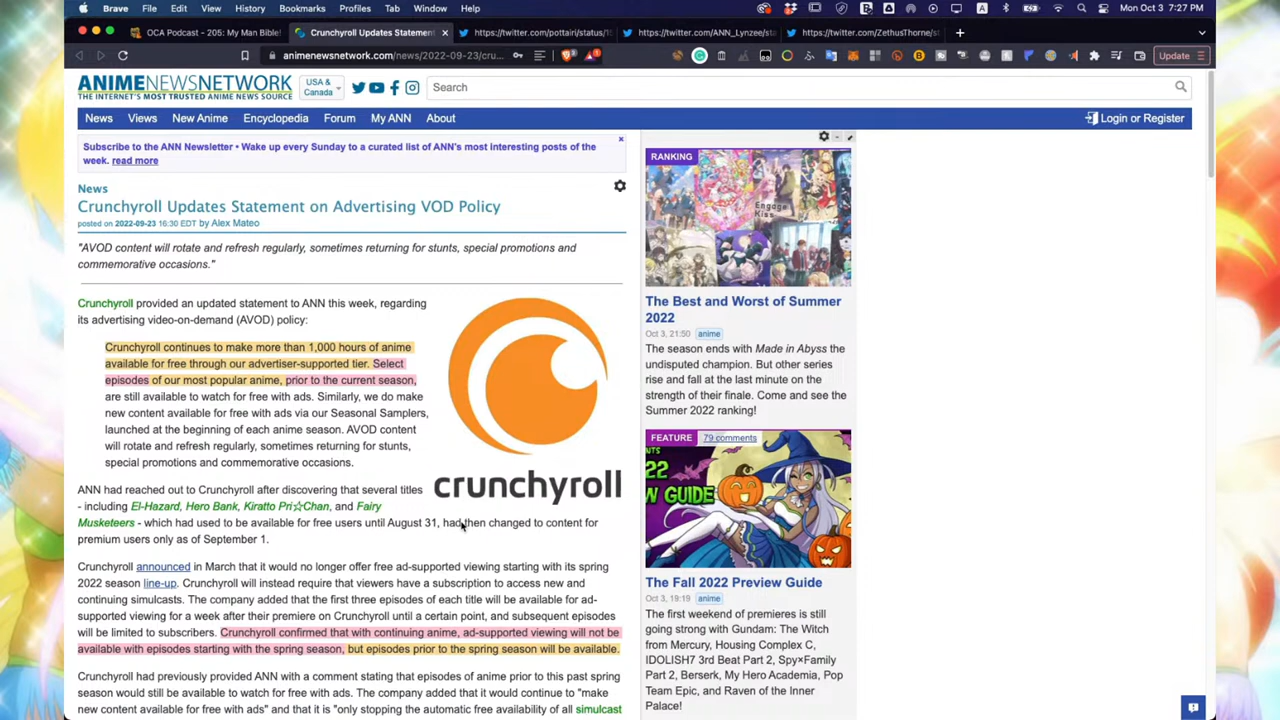 Brave File Edit View History Bookmarks Profiles Tab Window Help Mon Oct 3 7:27 PM
OCA Podcast - 205: My Man Bible! Crunchyroll Updates Statement https://twitter.com/pottairi/status/ https://twitter.com/ANN_Lynzee/sta https://twitter.com/ZethusThorne/st
animenewsnetwork.com/news/2022-09-23/cru... Update
ANIMENEWSNETWORK
THE INTERNET'S MOST TRUSTED ANIME NEWS SOURCE
USA & Canada
Search
News Views New Anime Encyclopedia Forum My ANN About Login or Register
Subscribe to the ANN Newsletter • Wake up every Sunday to a curated list of ANN's most interesting posts of the
week. read more
News
Crunchyroll Updates Statement on Advertising VOD Policy
posted on 2022-09-23 16:30 EDT by Alex Mateo
"AVOD content will rotate and refresh regularly, sometimes returning for stunts, special promotions and
commemorative occasions."
Crunchyroll provided an updated statement to ANN this week, regarding
its advertising video-on-demand (AVOD) policy:
Crunchyroll continues to make more than 1,000 hours of anime
available for free through our advertiser-supported tier. Select
episodes of our most popular anime, prior to the current season,
are still available to watch for free with ads. Similarly, we do make
new content available for free with ads via our Seasonal Samplers,
launched at the beginning of each anime season. AVOD content
will rotate and refresh regularly, sometimes returning for stunts,
special promotions and commemorative occasions.
crunchyroll
ANN had reached out to Crunchyroll after discovering that several titles
- including El-Hazard, Hero Bank, Kiratto Pri☆Chan, and Fairy
Musketeers - which had used to be available for free users until August 31, had then changed to content for
premium users only as of September 1.
Crunchyroll announced in March that it would no longer offer free ad-supported viewing starting with its spring
2022 season line-up. Crunchyroll will instead require that viewers have a subscription to access new and
continuing simulcasts. The company added that the first three episodes of each title will be available for ad-
supported viewing for a week after their premiere on Crunchyroll until a certain point, and subsequent episodes
will be limited to subscribers. Crunchyroll confirmed that with continuing anime, ad-supported viewing will not be
available with episodes starting with the spring season, but episodes prior to the spring season will be available.
Crunchyroll had previously provided ANN with a comment stating that episodes of anime prior to this past spring
season would still be available to watch for free with ads. The company added that it would continue to "make
new content available for free with ads" and that it is "only stopping the automatic free availability of all simulcast
RANKING
Engage
Kiss
The Best and Worst of Summer
2022
Oct 3, 21:50 anime
The season ends with Made in Abyss the
undisputed champion. But other series
rise and fall at the last minute on the
strength of their finale. Come and see the
Summer 2022 ranking!
FEATURE 79 comments
The Fall 2022 Preview Guide
Oct 3, 19:19 anime
The first weekend of premieres is still
going strong with Gundam: The Witch
from Mercury, Housing Complex C,
IDOLISH7 3rd Beat Part 2, Spy×Family
Part 2, Berserk, My Hero Academia, Pop
Team Epic, and Raven of the Inner
Palace!